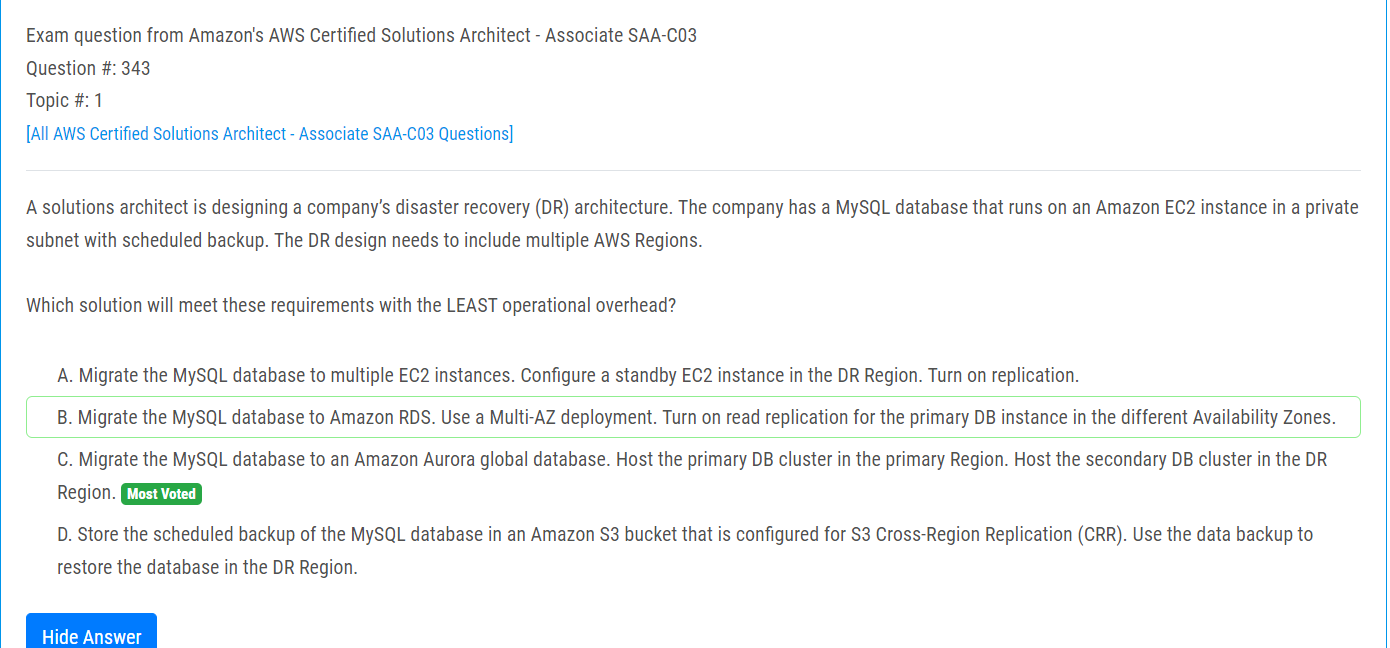 Exam question from Amazon's AWS Certified Solutions Architect - Associate SAA-C03
Question #: 343
Topic #: 1
[All AWS Certified Solutions Architect - Associate SAA-C03 Questions]
A solutions architect is designing a company’s disaster recovery (DR) architecture. The company has a MySQL database that runs on an Amazon EC2 instance in a private
subnet with scheduled backup. The DR design needs to include multiple AWS Regions.
Which solution will meet these requirements with the LEAST operational overhead?
A. Migrate the MySQL database to multiple EC2 instances. Configure a standby EC2 instance in the DR Region. Turn on replication.
B. Migrate the MySQL database to Amazon RDS. Use a Multi-AZ deployment. Turn on read replication for the primary DB instance in the different Availability Zones.
C. Migrate the MySQL database to an Amazon Aurora global database. Host the primary DB cluster in the primary Region. Host the secondary DB cluster in the DR
Region. Most Voted
D. Store the scheduled backup of the MySQL database in an Amazon S3 bucket that is configured for S3 Cross-Region Replication (CRR). Use the data backup to
restore the database in the DR Region.
Hide Answer